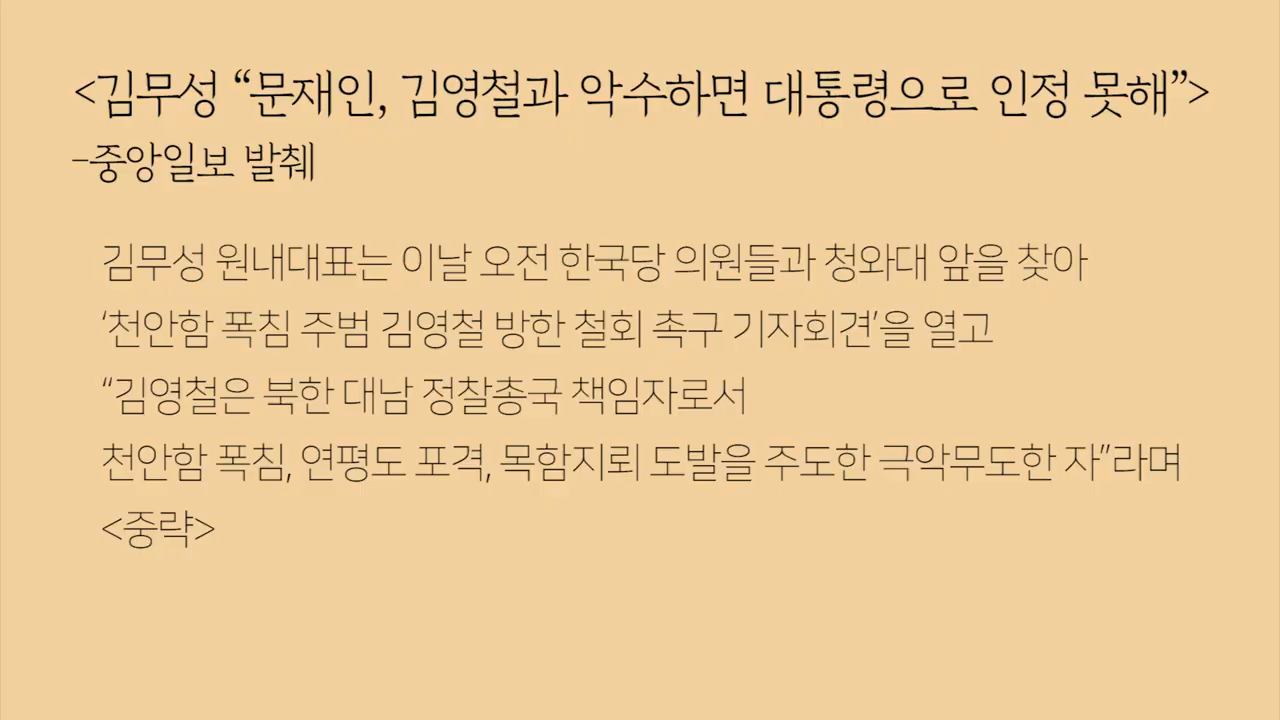 <김무성 “문재인, 김영철과 악수하면 대통령으로 인정 못해”>
-중앙일보 발췌
김무성 원내대표는 이날 오전 한국당 의원들과 청와대 앞을 찾아
‘천안함 폭침 주범 김영철 방한 철회 촉구 기자회견’을 열고
“김영철은 북한 대남 정찰총국 책임자로서
천안함 폭침, 연평도 포격, 목함지뢰 도발을 주도한 극악무도한 자”라며
<중략>